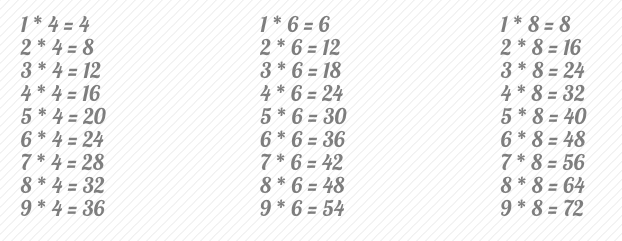 1 * 4 = 4
2 * 4 = 8
3 * 4 = 12
4 * 4 = 16
5 * 4 = 20
6 * 4 = 24
7 * 4 = 28
8 * 4 = 32
9 * 4 = 36
1 * 6 = 6
2 * 6 = 12
3 * 6 = 18
4 * 6 = 24
5 * 6 = 30
6 * 6 = 36
7 * 6 = 42
8 * 6 = 48
9 * 6 = 54
1 * 8 = 8
2 * 8 = 16
3 * 8 = 24
4 * 8 = 32
5 * 8 = 40
6 * 8 = 48
7 * 8 = 56
8 * 8 = 64
9 * 8 = 72